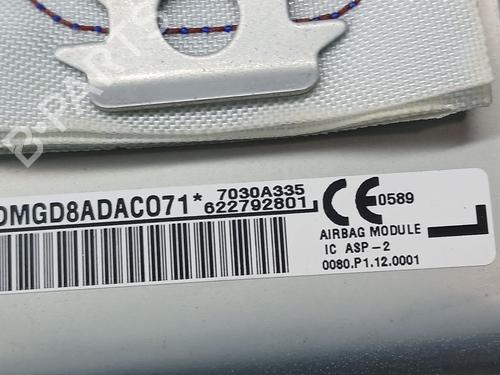 DMGD8ADAC071*
7030A335
622792801
CE 0589
AIRBAG MODULE
IC ASP-2
0080.P1.12.0001
L